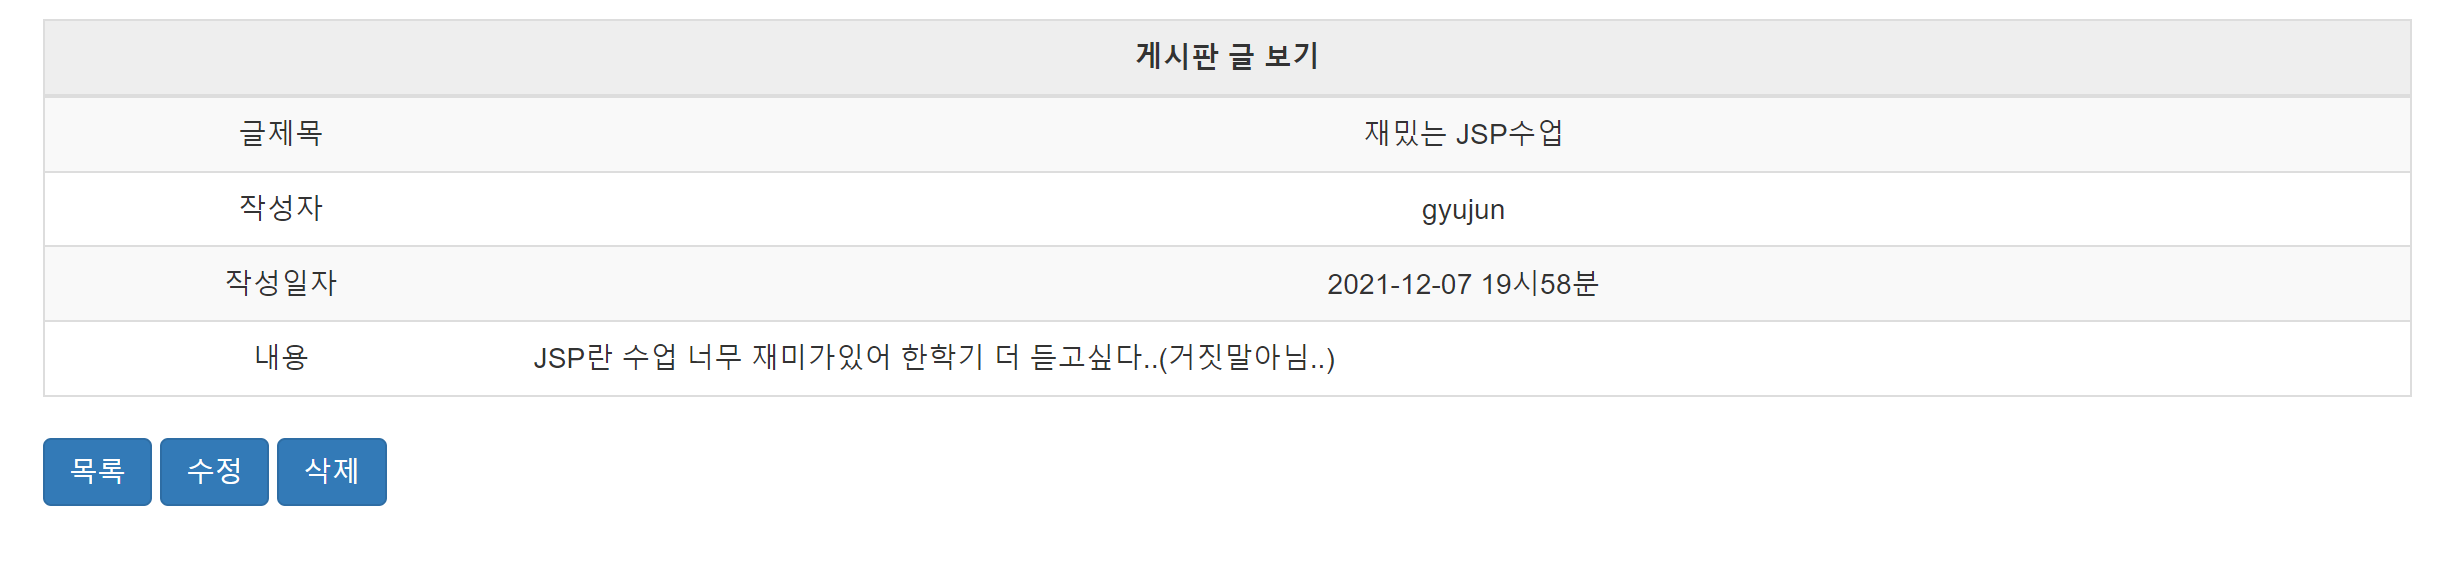 게시판 글 보기
글제목 재밌는 JSP수업
작성자 gyujun
작성일자 2021-12-07 19시58분
내용 JSP란 수업 너무 재미가있어 한학기 더 듣고싶다..(거짓말아님..)
목록 수정 삭제